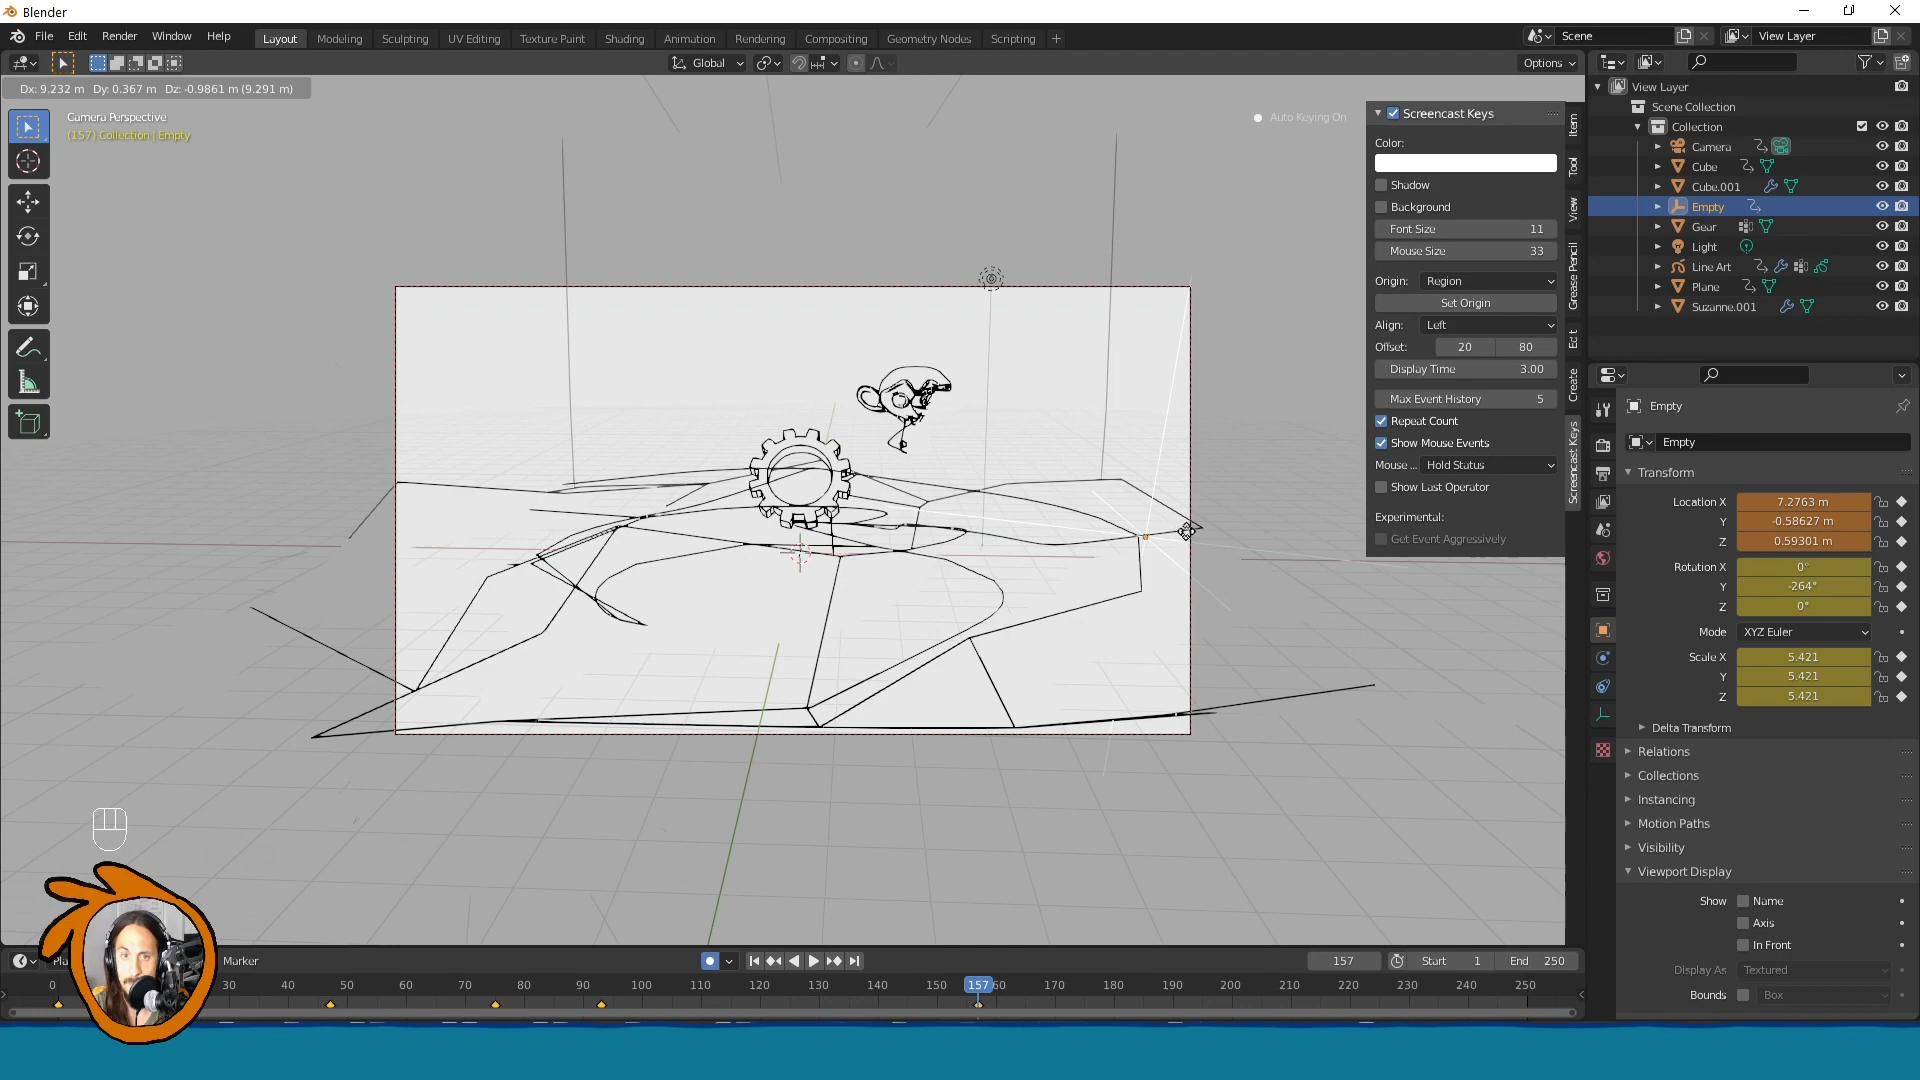 Blender
File Edit Render Window Help
Layout Modeling Sculpting UV Editing Texture Paint Shading Animation Rendering Compositing Geometry Nodes Scripting +
Scene
View Layer
Global
Options
Dx: 9.232 m Dy: 0.367 m Dz: -0.9861 m (9.291 m)
Camera Perspective
(157) Collection | Empty
Auto Keying On
Screencast Keys
Color:
Shadow
Background
Font Size 11
Mouse Size 33
Origin: Region
Set Origin
Align: Left
Offset: 20 80
Display Time 3.00
Max Event History 5
Repeat Count
Show Mouse Events
Mouse ... Hold Status
Show Last Operator
Experimental:
Get Event Aggressively
Item
Tool
View
Grease Pencil
Edit
Create
Screencast Keys
View Layer
Scene Collection
Collection
Camera
Cube
Cube.001
Empty
Gear
Light
Line Art
Plane
Suzanne.001
Empty
Empty
Transform
Location X 7.2763 m
Y -0.58627 m
Z 0.59301 m
Rotation X 0°
Y -264°
Z 0°
Mode XYZ Euler
Scale X 5.421
Y 5.421
Z 5.421
Delta Transform
Relations
Collections
Instancing
Motion Paths
Visibility
Viewport Display
Show Name
Axis
In Front
Display As Textured
Bounds Box
Marker
157
Start 1
End 250
0 30 40 50 60 70 80 90 100 110 120 130 140 150 157 60 170 180 190 200 210 220 230 240 250